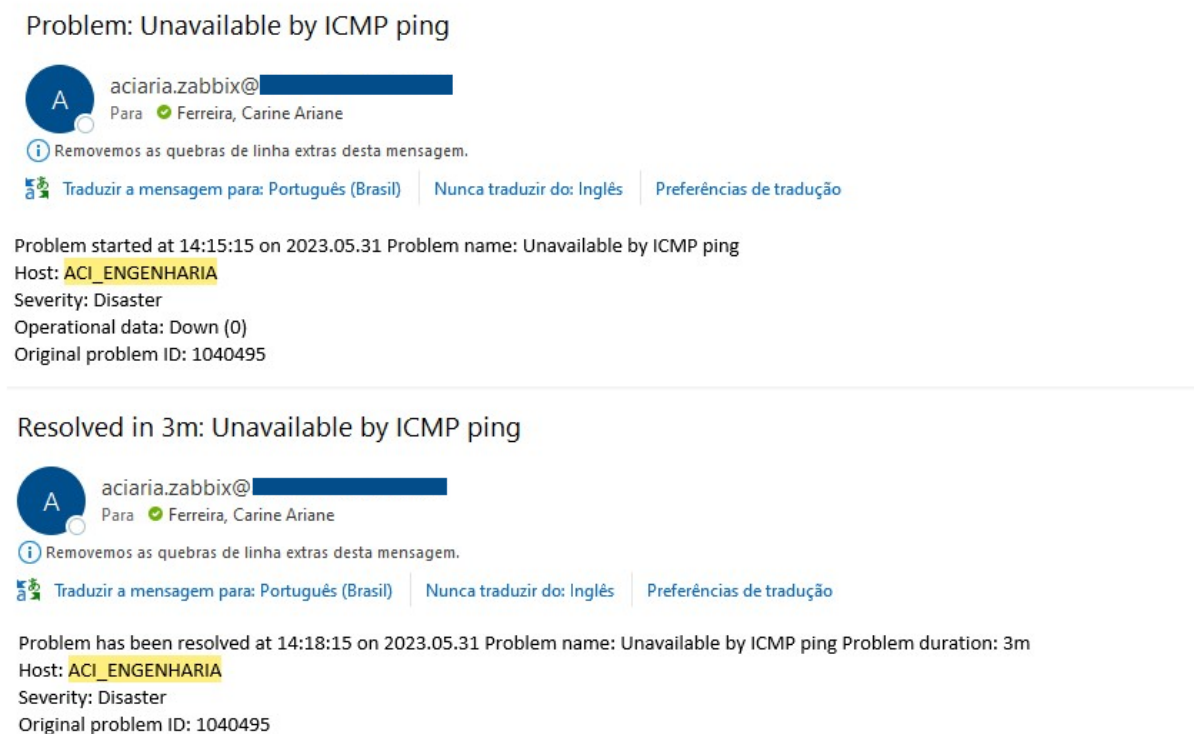 Problem: Unavailable by ICMP ping
A
aciaria.zabbix@
Para Ferreira, Carine Ariane
Removemos as quebras de linha extras desta mensagem.
Traduzir a mensagem para: Português (Brasil) Nunca traduzir do: Inglês Preferências de tradução
Problem started at 14:15:15 on 2023.05.31 Problem name: Unavailable by ICMP ping
Host: ACI_ENGENHARIA
Severity: Disaster
Operational data: Down (0)
Original problem ID: 1040495
Resolved in 3m: Unavailable by ICMP ping
A
aciaria.zabbix@
Para Ferreira, Carine Ariane
Removemos as quebras de linha extras desta mensagem.
Traduzir a mensagem para: Português (Brasil) Nunca traduzir do: Inglês Preferências de tradução
Problem has been resolved at 14:18:15 on 2023.05.31 Problem name: Unavailable by ICMP ping Problem duration: 3m
Host: ACI_ENGENHARIA
Severity: Disaster
Original problem ID: 1040495